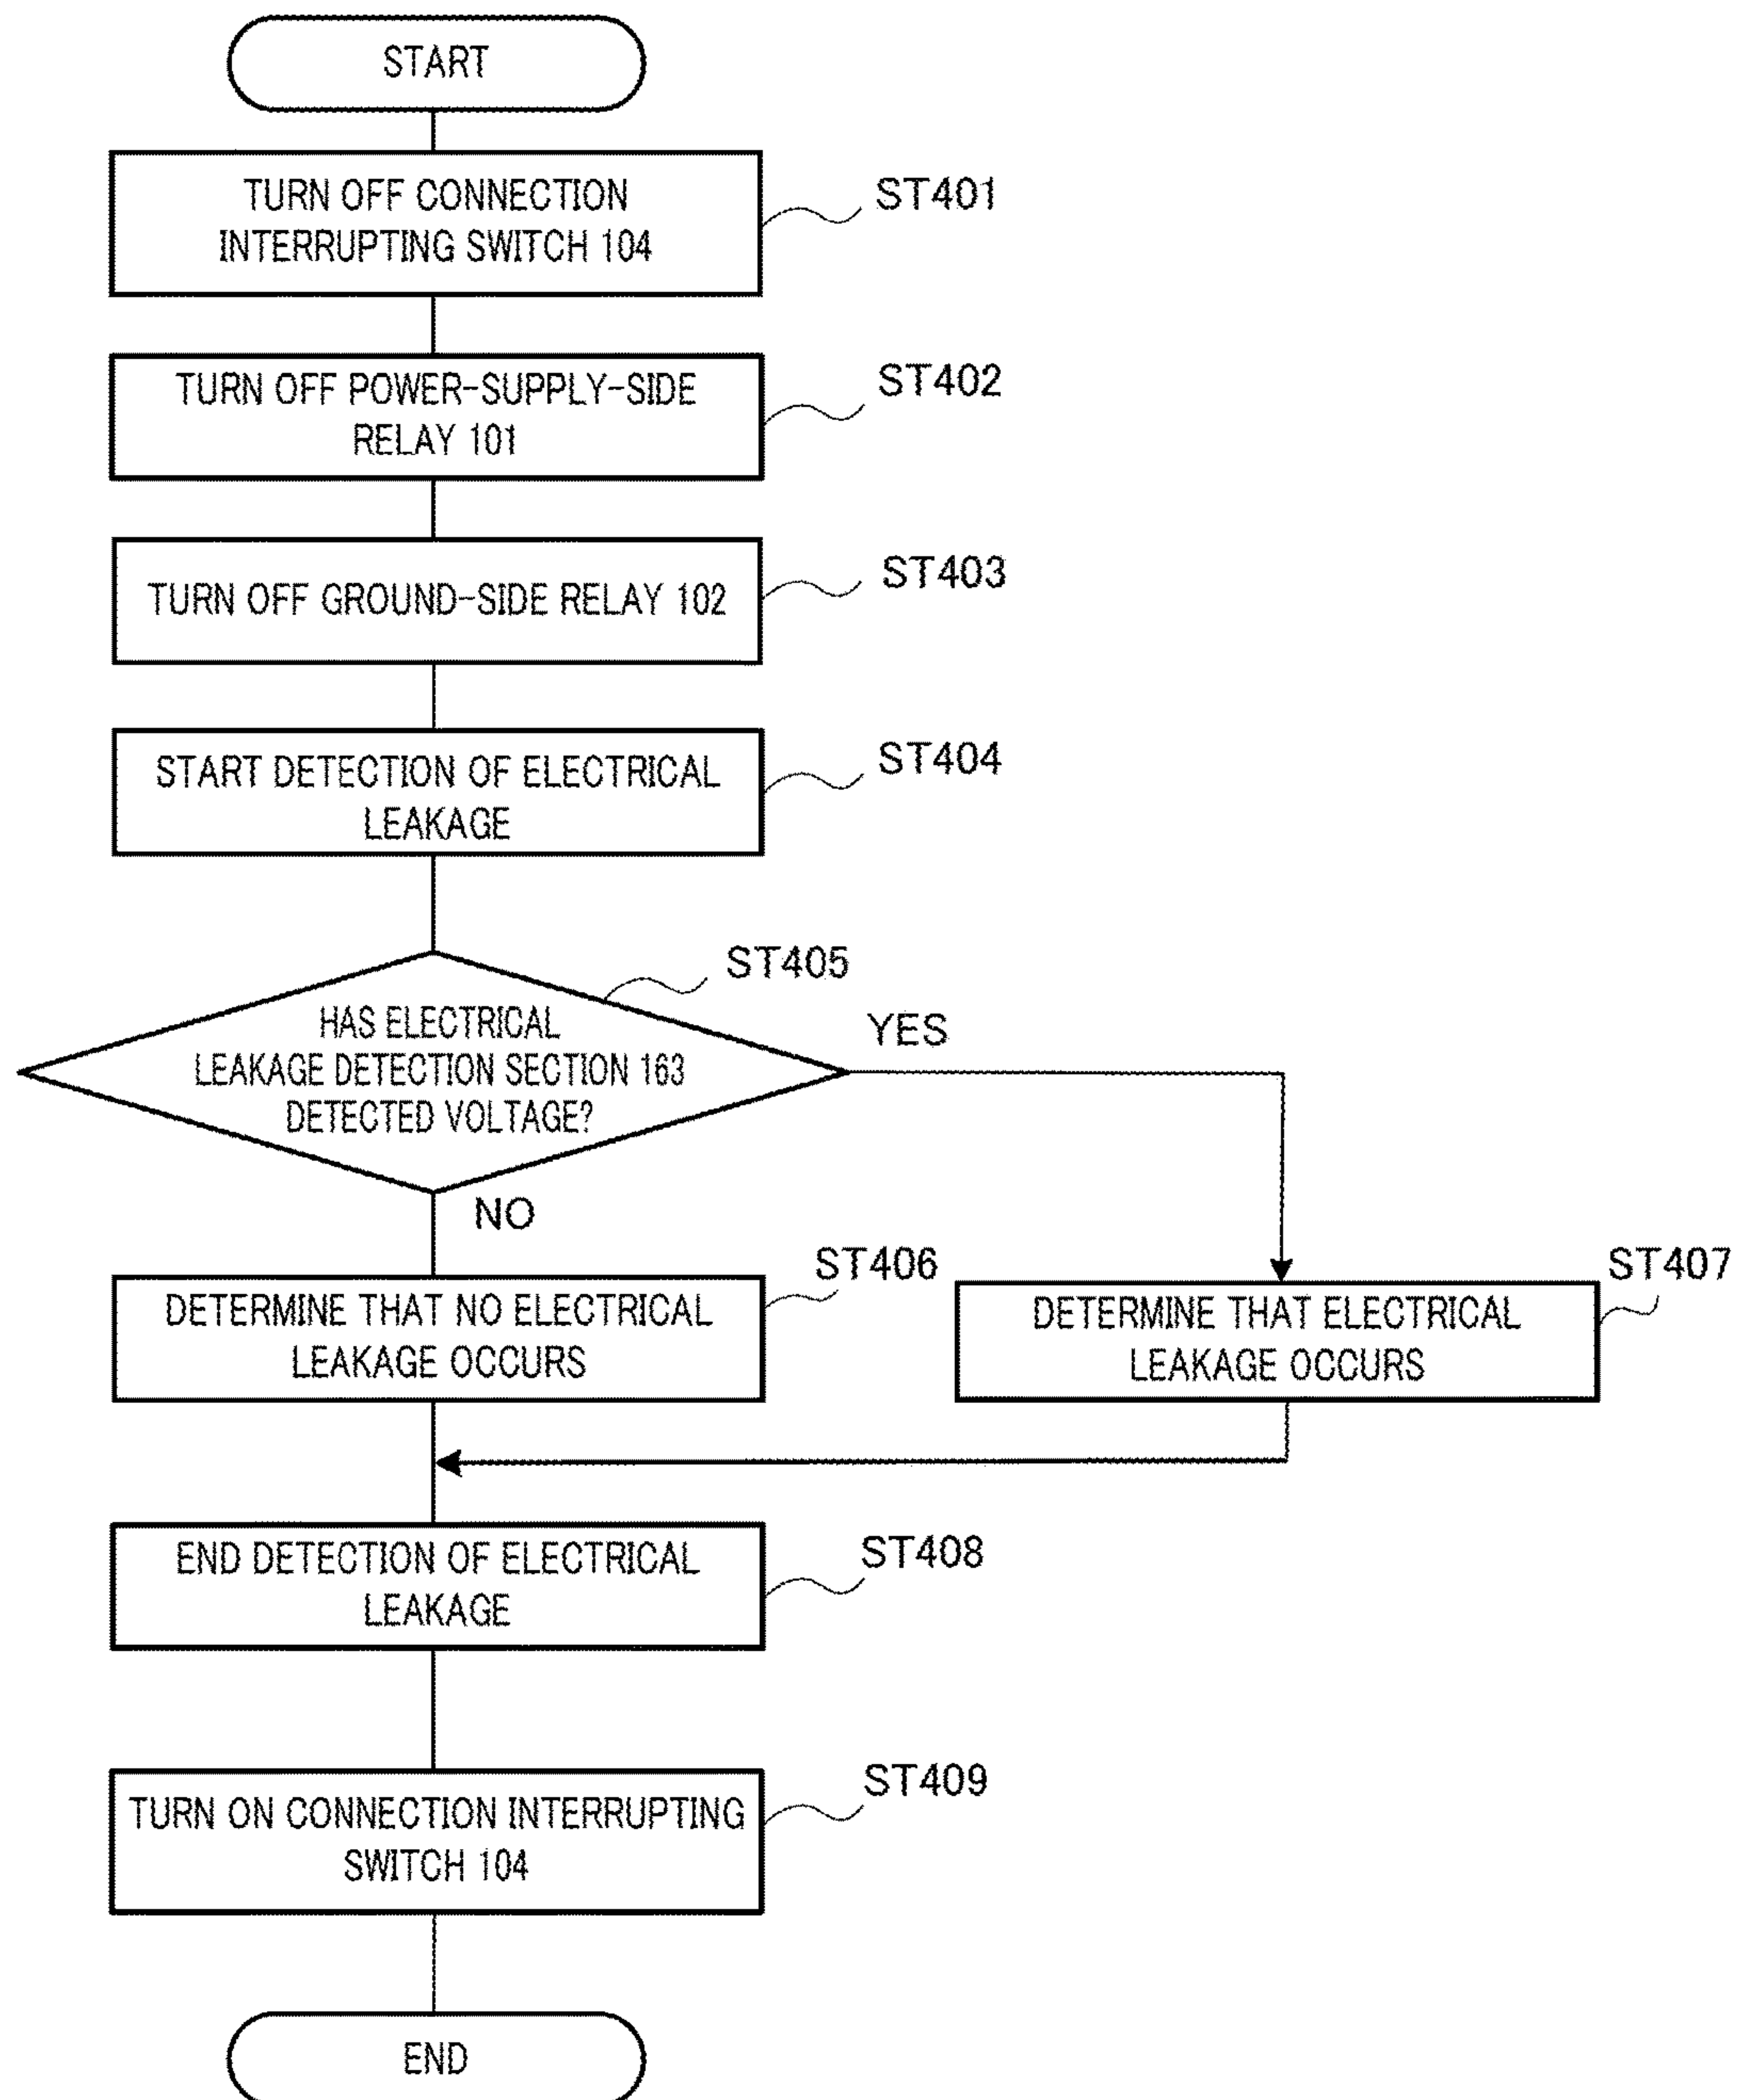 START
TURN OFF CONNECTION
INTERRUPTING SWITCH 104
ST401
TURN OFF POWER-SUPPLY-SIDE
RELAY 101
ST402
TURN OFF GROUND-SIDE RELAY 102
ST403
START DETECTION OF ELECTRICAL
LEAKAGE
ST404
HAS ELECTRICAL
LEAKAGE DETECTION SECTION 163
DETECTED VOLTAGE?
ST405
YES
NO
DETERMINE THAT NO ELECTRICAL
LEAKAGE OCCURS
ST406
DETERMINE THAT ELECTRICAL
LEAKAGE OCCURS
ST407
END DETECTION OF ELECTRICAL
LEAKAGE
ST408
TURN ON CONNECTION INTERRUPTING
SWITCH 104
ST409
END